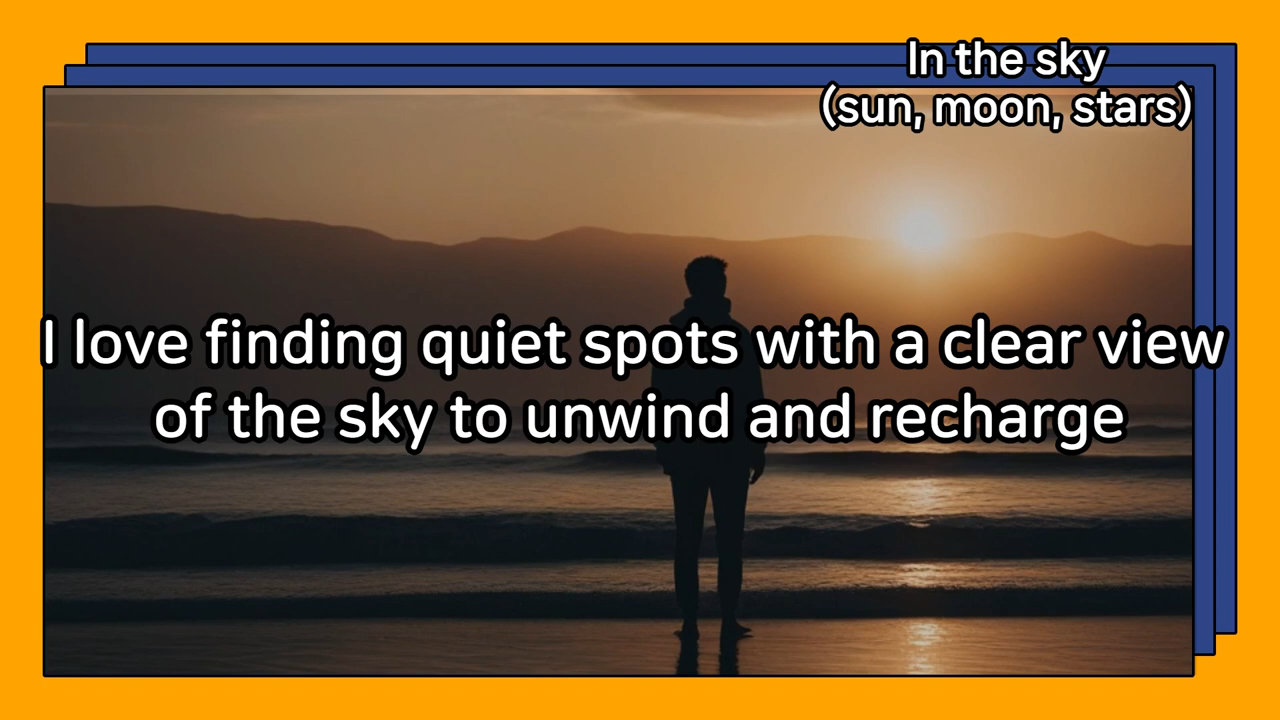 In the sky
(sun, moon, stars)
I love finding quiet spots with a clear view
of the sky to unwind and recharge